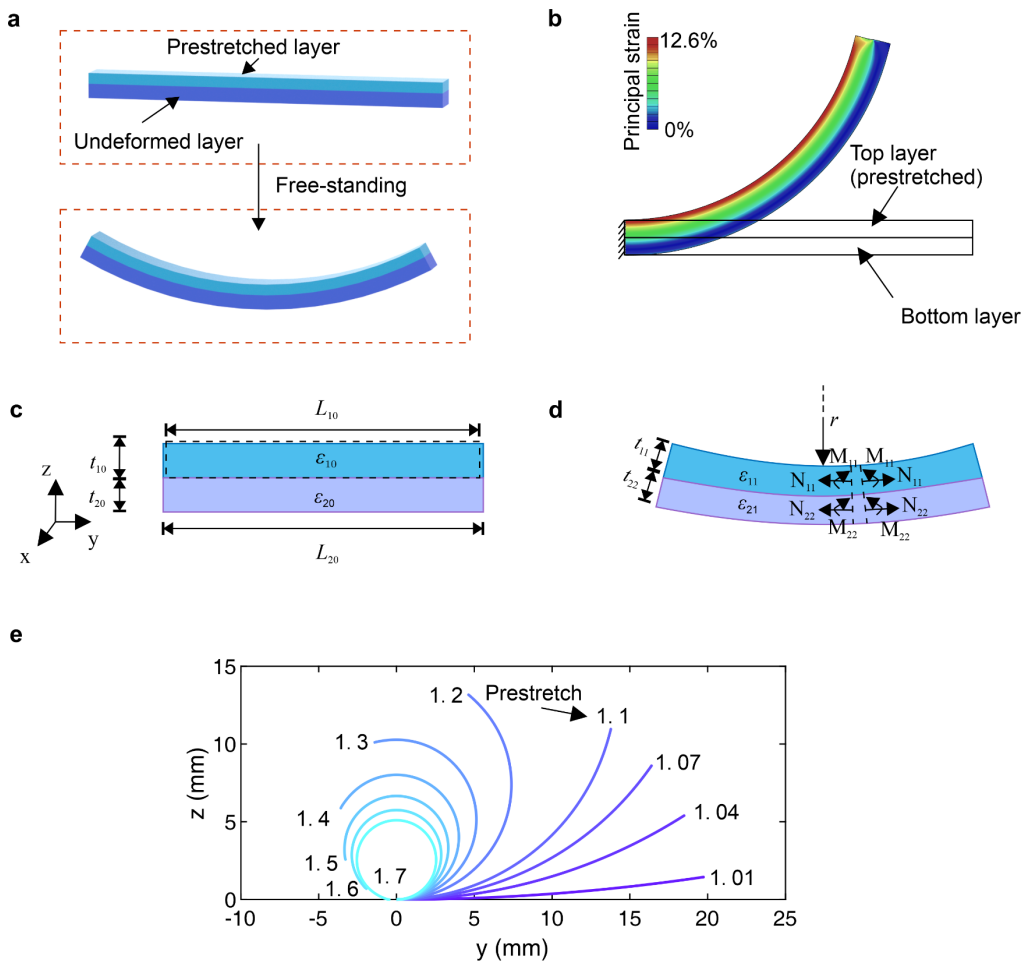 a
Prestretched layer
Undeformed layer
Free-standing
b
Principal strain
12.6%
0%
Top layer
(prestretched)
Bottom layer
c
L10
t10
t20
ε10
ε20
L20
z
y
x
d
r
t11
t22
ε11
ε21
M11
M11
N11
N11
N22
N22
M22
M22
e
15
10
5
0
z (mm)
-10
-5
0
5
10
15
20
25
y (mm)
Prestretch
1.2
1.1
1.3
1.07
1.4
1.04
1.5
1.6
1.7
1.01